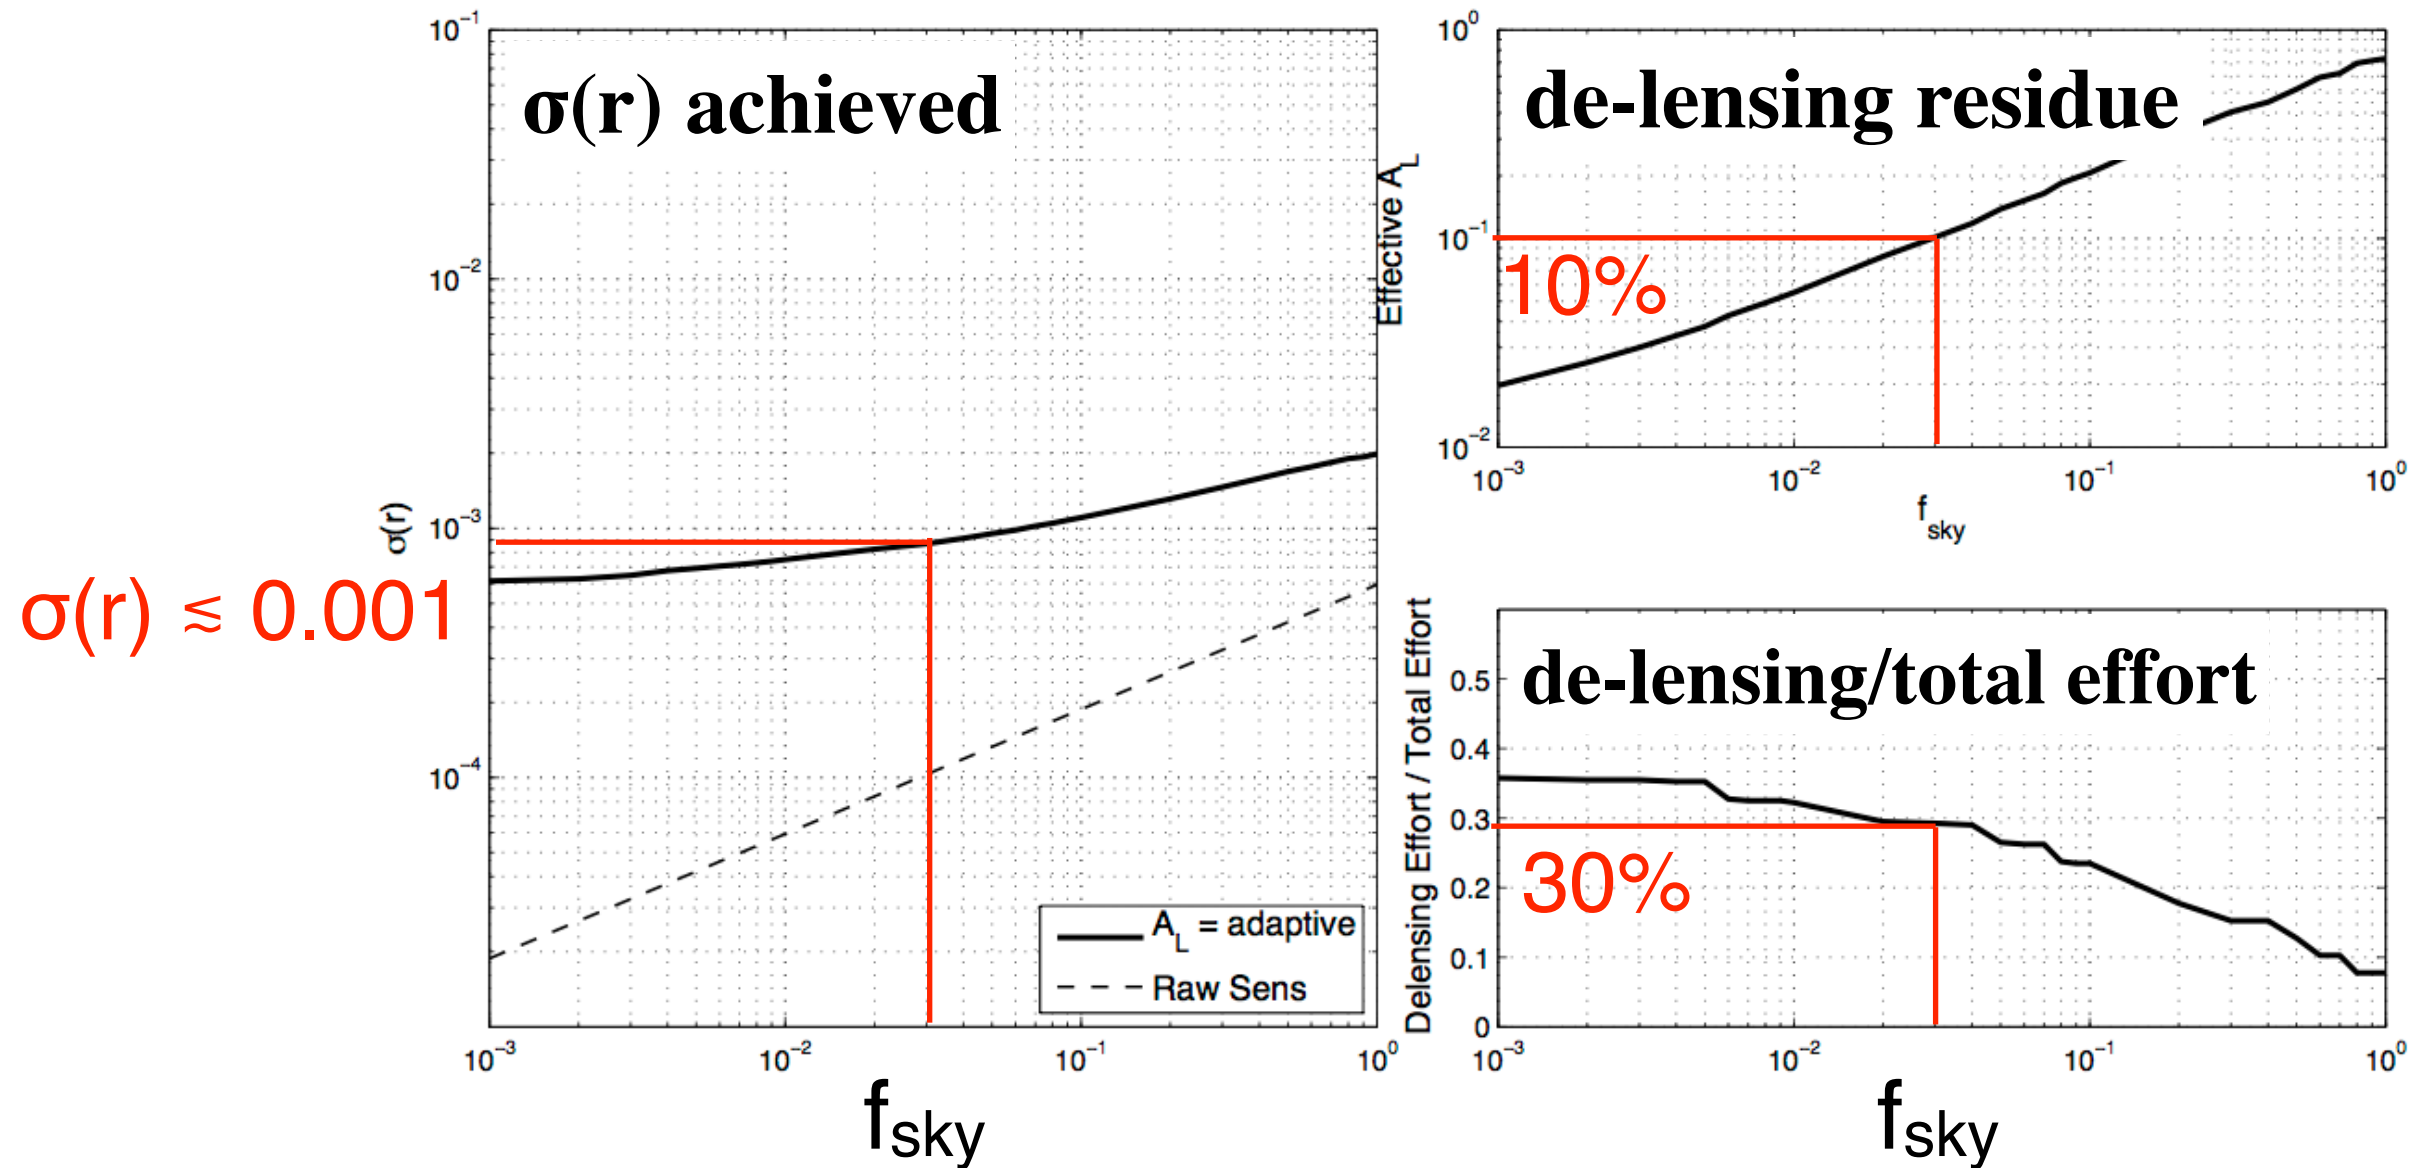 σ(r) achieved
10⁻¹
10⁻²
10⁻³
10⁻⁴
σ(r)
σ(r) ≲ 0.001
A_L = adaptive
Raw Sens
10⁻³ 10⁻² 10⁻¹ 10⁰
f_sky
de-lensing residue
10⁰
10⁻¹
10⁻²
Effective A_L
10%
10⁻³ 10⁻² 10⁻¹ 10⁰
f_sky
de-lensing/total effort
0.5
0.4
0.3
0.2
0.1
0
Delensing Effort / Total Effort
30%
10⁻³ 10⁻² 10⁻¹ 10⁰
f_sky